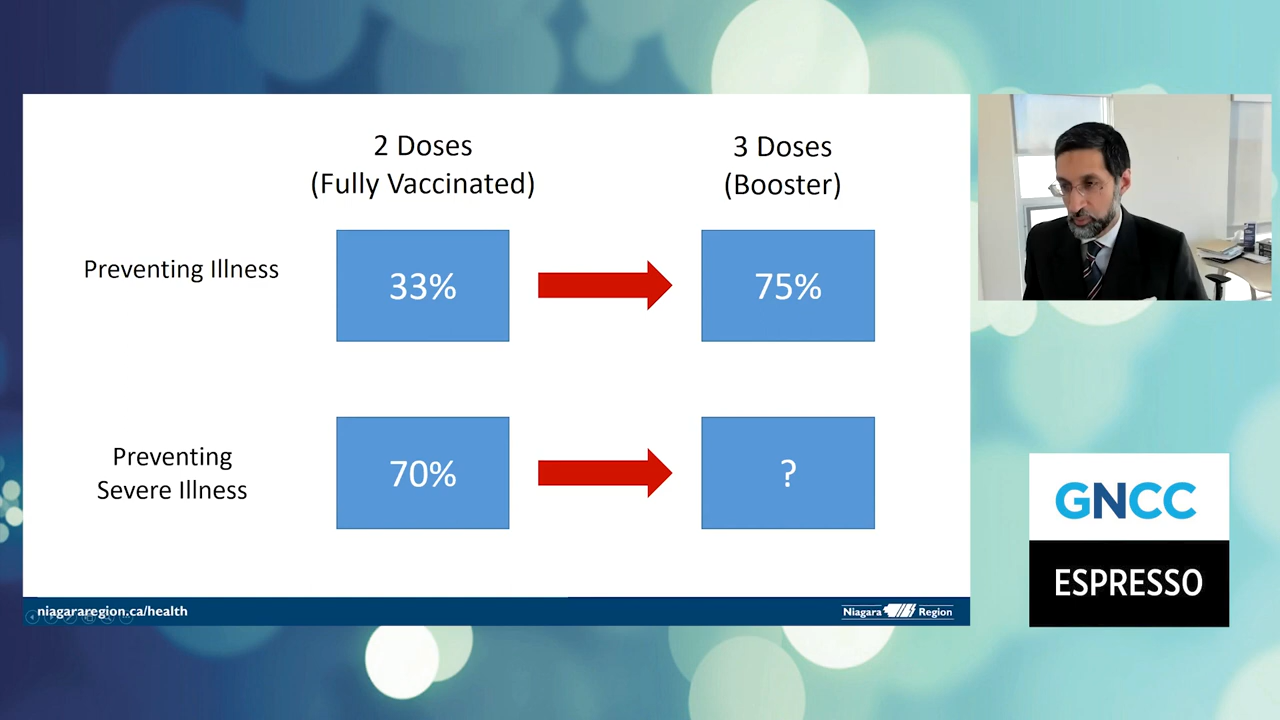 2 Doses
(Fully Vaccinated)
3 Doses
(Booster)
Preventing Illness
33%
75%
Preventing
Severe Illness
70%
?
niagararegion.ca/health
Niagara Region
GNCC
ESPRESSO